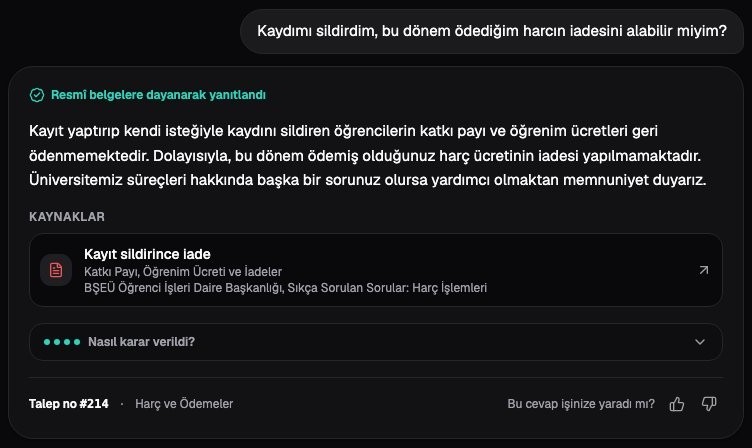 Kaydımı sildirdim, bu dönem ödediğim harcın iadesini alabilir miyim?
Resmî belgelere dayanarak yanıtlandı
Kayıt yaptırıp kendi isteğiyle kaydını sildiren öğrencilerin katkı payı ve öğrenim ücretleri geri
ödenmemektedir. Dolayısıyla, bu dönem ödemiş olduğunuz harç ücretinin iadesi yapılmamaktadır.
Üniversitemiz süreçleri hakkında başka bir sorunuz olursa yardımcı olmaktan memnuniyet duyarız.
KAYNAKLAR
Kayıt sildirince iade
Katkı Payı, Öğrenim Ücreti ve İadeler
BŞEÜ Öğrenci İşleri Daire Başkanlığı, Sıkça Sorulan Sorular: Harç İşlemleri
Nasıl karar verildi?
Talep no #214 · Harç ve Ödemeler Bu cevap işinize yaradı mı?